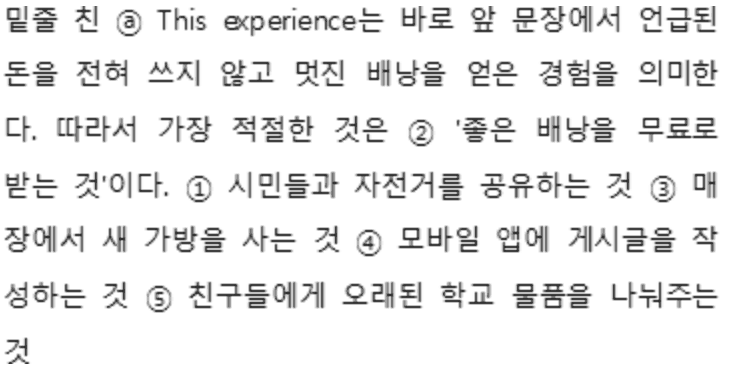 밑줄 친 ⓐ This experience는 바로 앞 문장에서 언급된
돈을 전혀 쓰지 않고 멋진 배낭을 얻은 경험을 의미한
다. 따라서 가장 적절한 것은 ② '좋은 배낭을 무료로
받는 것'이다. ① 시민들과 자전거를 공유하는 것 ③ 매
장에서 새 가방을 사는 것 ④ 모바일 앱에 게시글을 작
성하는 것 ⑤ 친구들에게 오래된 학교 물품을 나눠주는
것